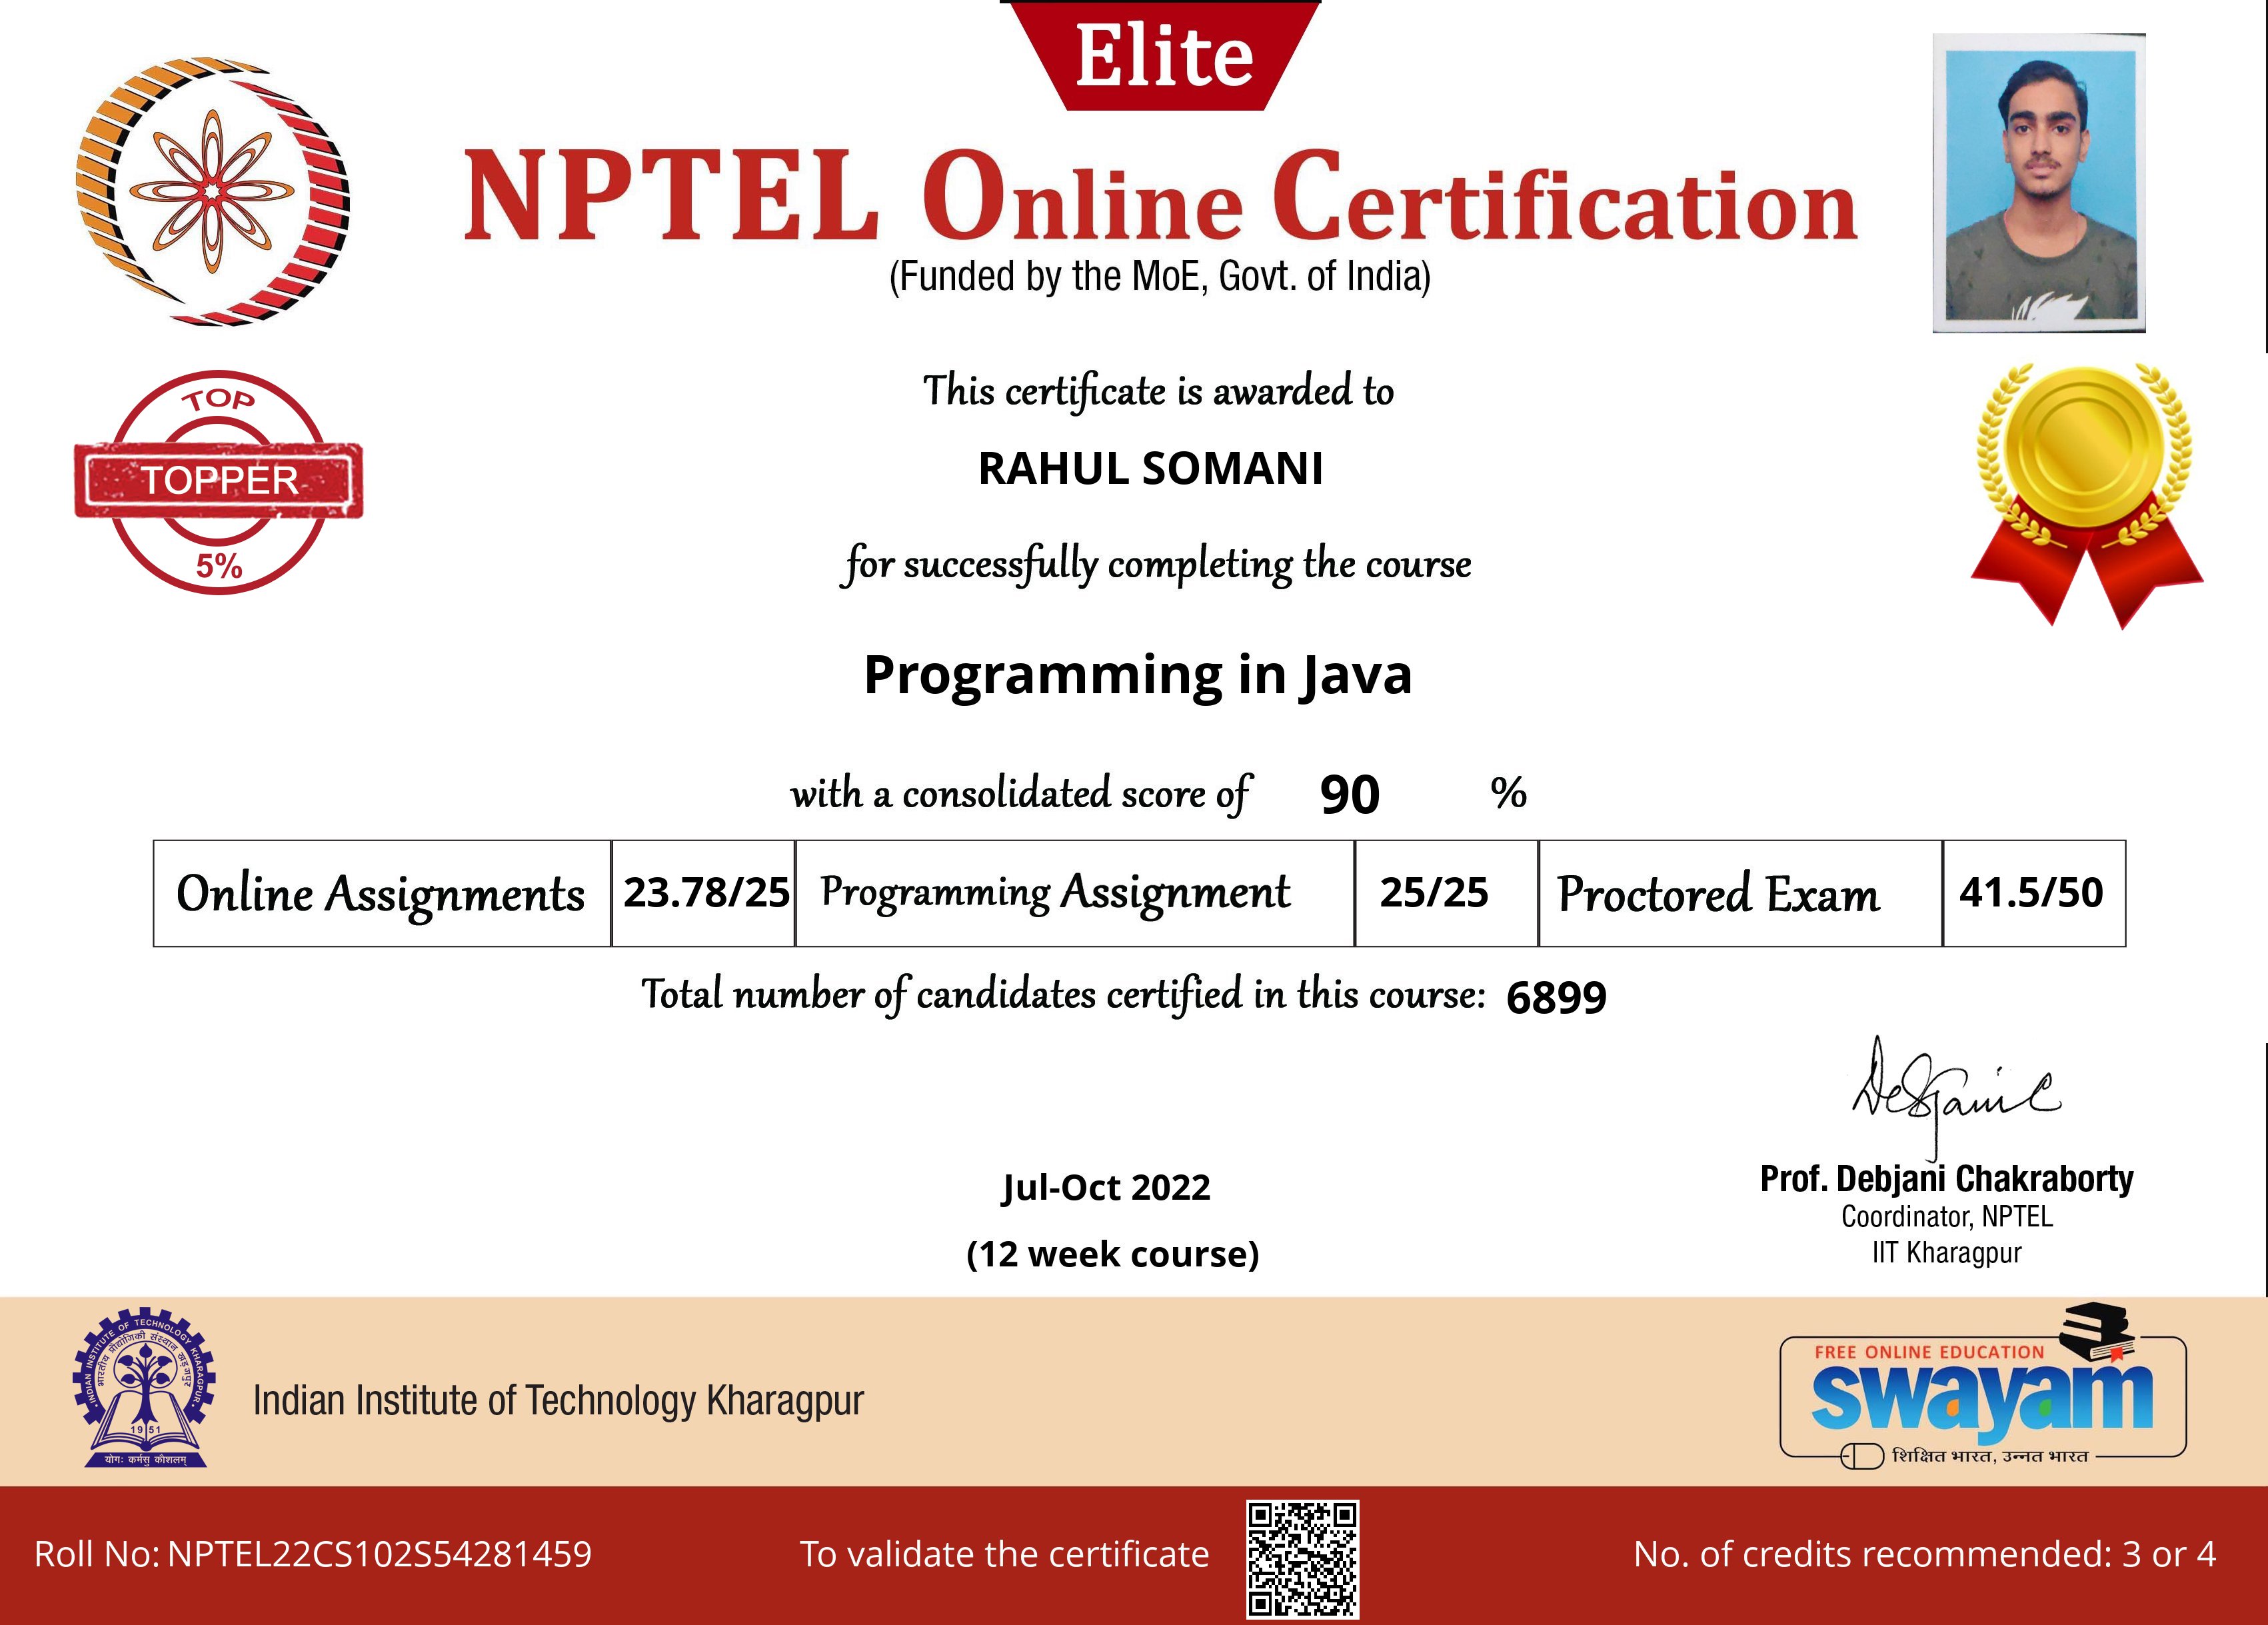 Elite
NPTEL Online Certification
(Funded by the MoE, Govt. of India)
TOP
TOPPER
5%
This certificate is awarded to
RAHUL SOMANI
for successfully completing the course
Programming in Java
with a consolidated score of 90 %
Online Assignments 23.78/25 Programming Assignment 25/25 Proctored Exam 41.5/50
Total number of candidates certified in this course: 6899
Prof. Debjani Chakraborty
Coordinator, NPTEL
IIT Kharagpur
Jul-Oct 2022
(12 week course)
INDIAN INSTITUTE OF TECHNOLOGY KHARAGPUR
भारतीय प्रौद्योगिकी संस्थान खड़गपुर
1951
योगः कर्मसु कौशलम्
Indian Institute of Technology Kharagpur
FREE ONLINE EDUCATION
swayam
शिक्षित भारत, उन्नत भारत
Roll No: NPTEL22CS102S54281459
To validate the certificate
No. of credits recommended: 3 or 4